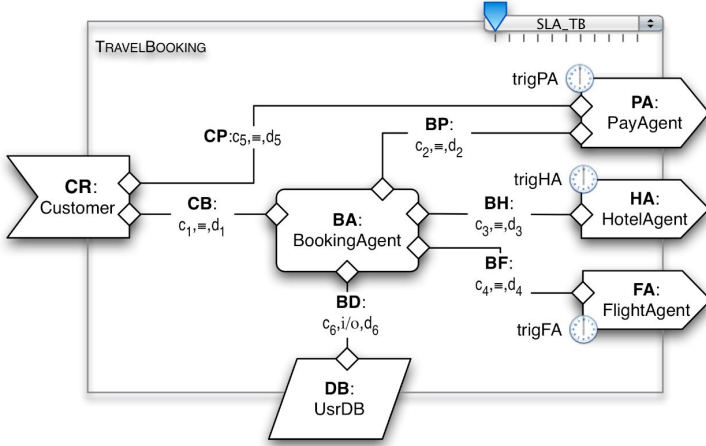 SLA_TB
TRAVELBOOKING
trigPA
PA:
PayAgent
CP:c₅,≡,d₅
BP:
c₂,≡,d₂
CR:
Customer
CB:
c₁,≡,d₁
BA:
BookingAgent
BH:
c₃,≡,d₃
trigHA
HA:
HotelAgent
BF:
c₄,≡,d₄
FA:
FlightAgent
trigFA
BD:
c₆,i/o,d₆
DB:
UsrDB